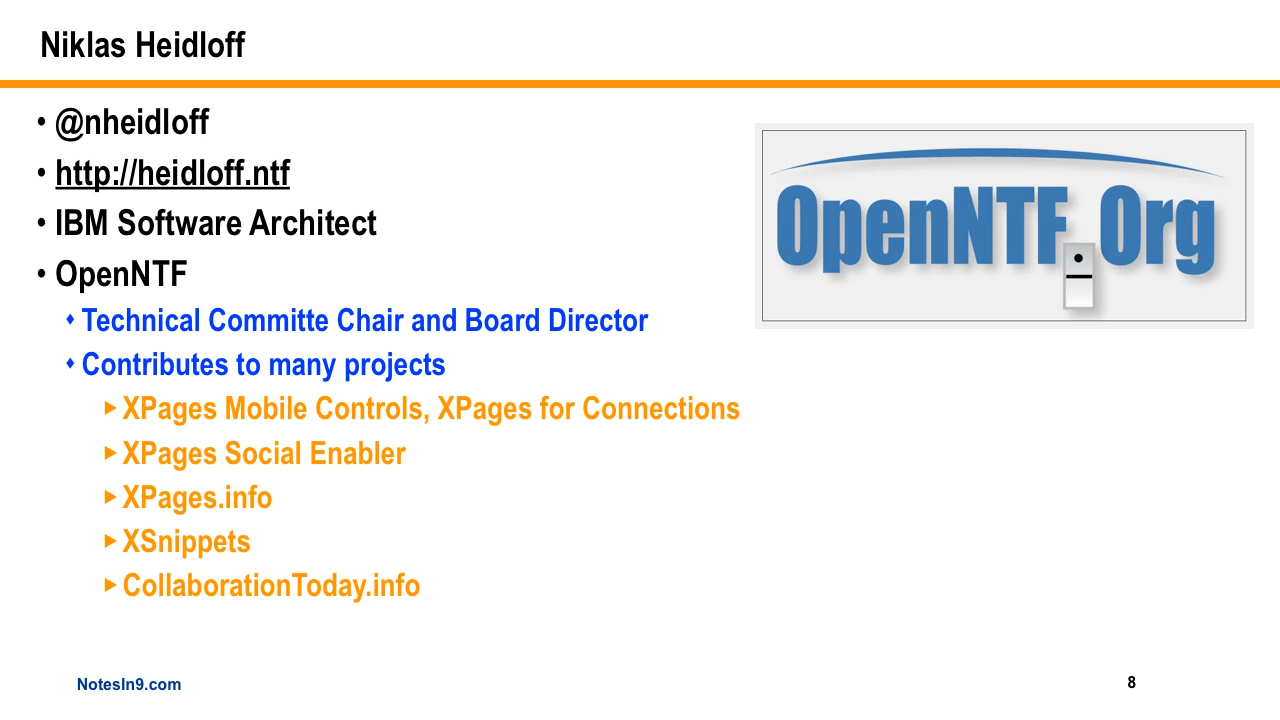 Niklas Heidloff
• @nheidloff
• http://heidloff.ntf
• IBM Software Architect
• OpenNTF
♦ Technical Committe Chair and Board Director
♦ Contributes to many projects
► XPages Mobile Controls, XPages for Connections
► XPages Social Enabler
► XPages.info
► XSnippets
► CollaborationToday.info
OpenNTF.Org
NotesIn9.com
8